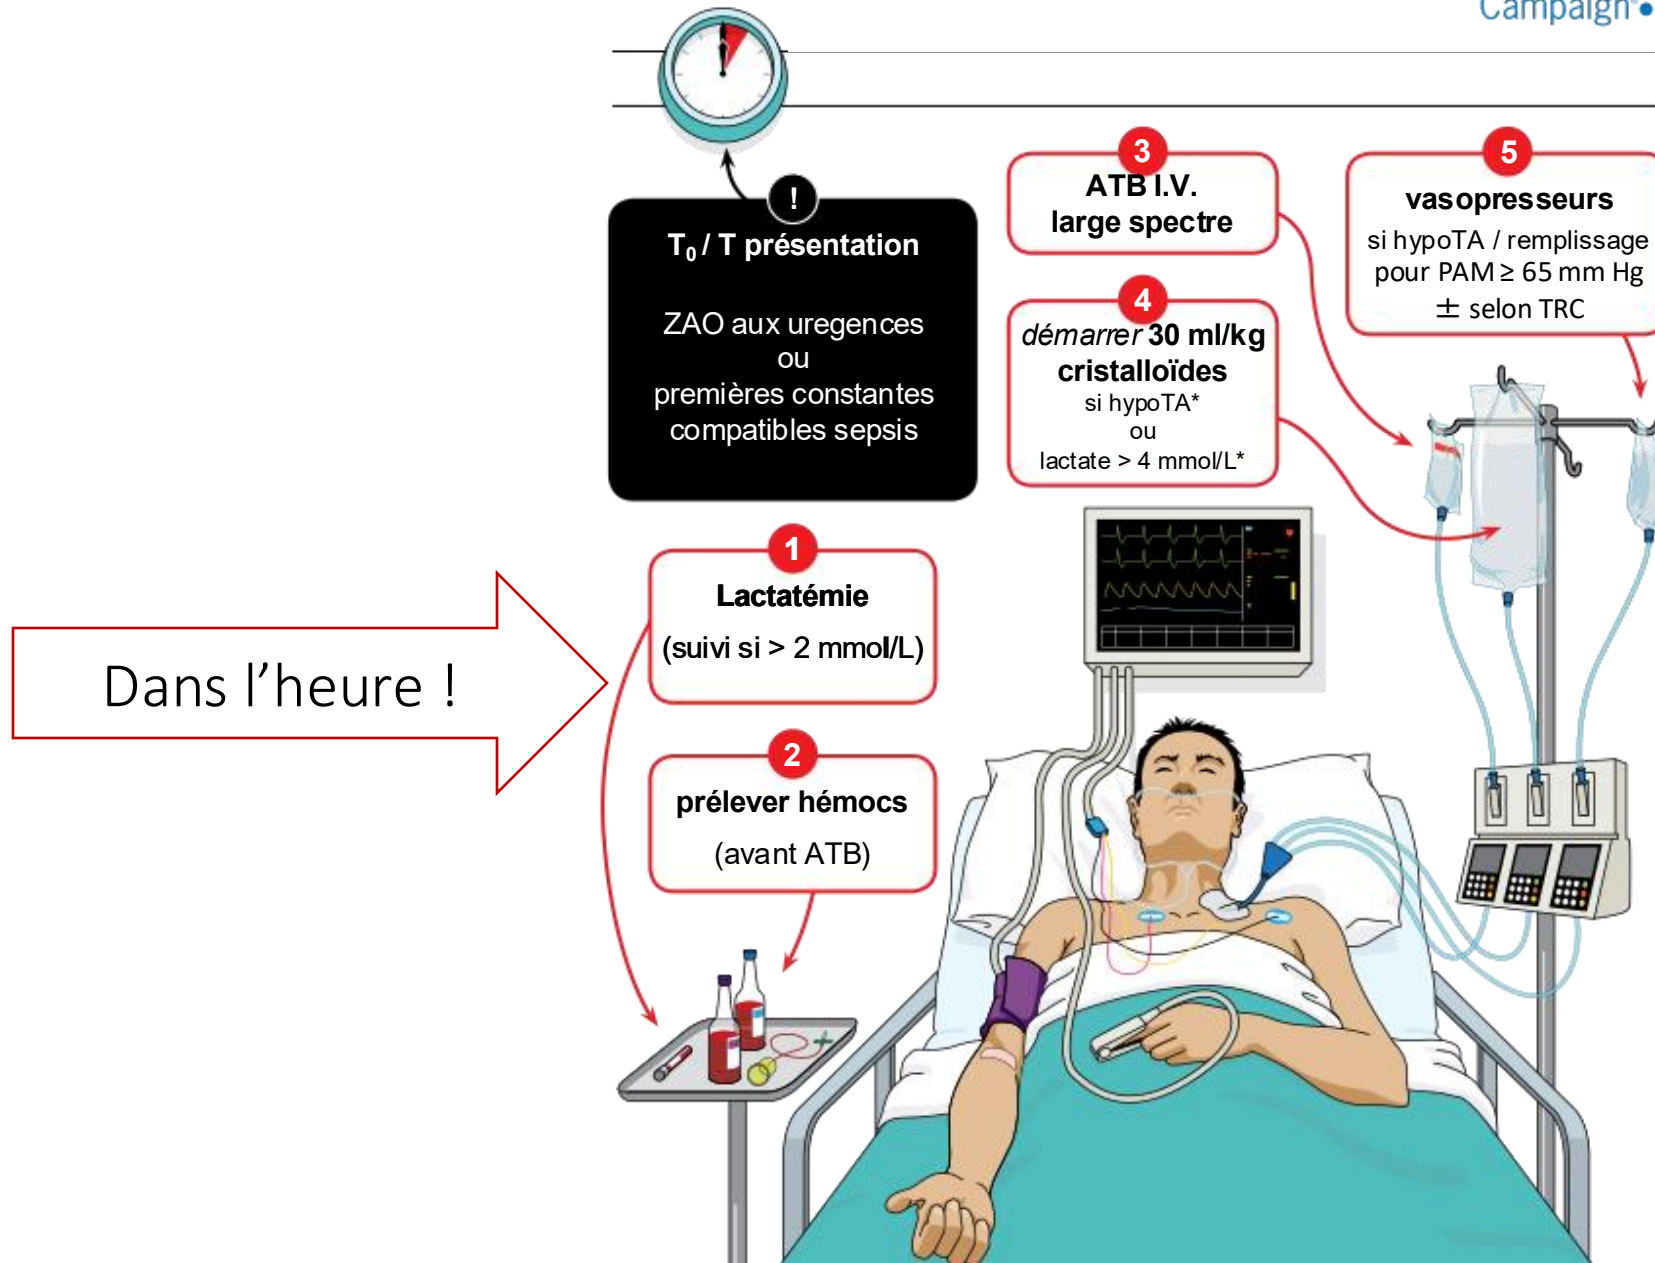 Campaign
!
T₀ / T présentation
ZAO aux uregences
ou
premières constantes
compatibles sepsis
Dans l’heure !
1
Lactatémie
(suivi si > 2 mmol/L)
2
prélever hémocs
(avant ATB)
3
ATB I.V.
large spectre
4
démarrer 30 ml/kg
cristalloïdes
si hypoTA*
ou
lactate > 4 mmol/L*
5
vasopresseurs
si hypoTA / remplissage
pour PAM ≥ 65 mm Hg
± selon TRC